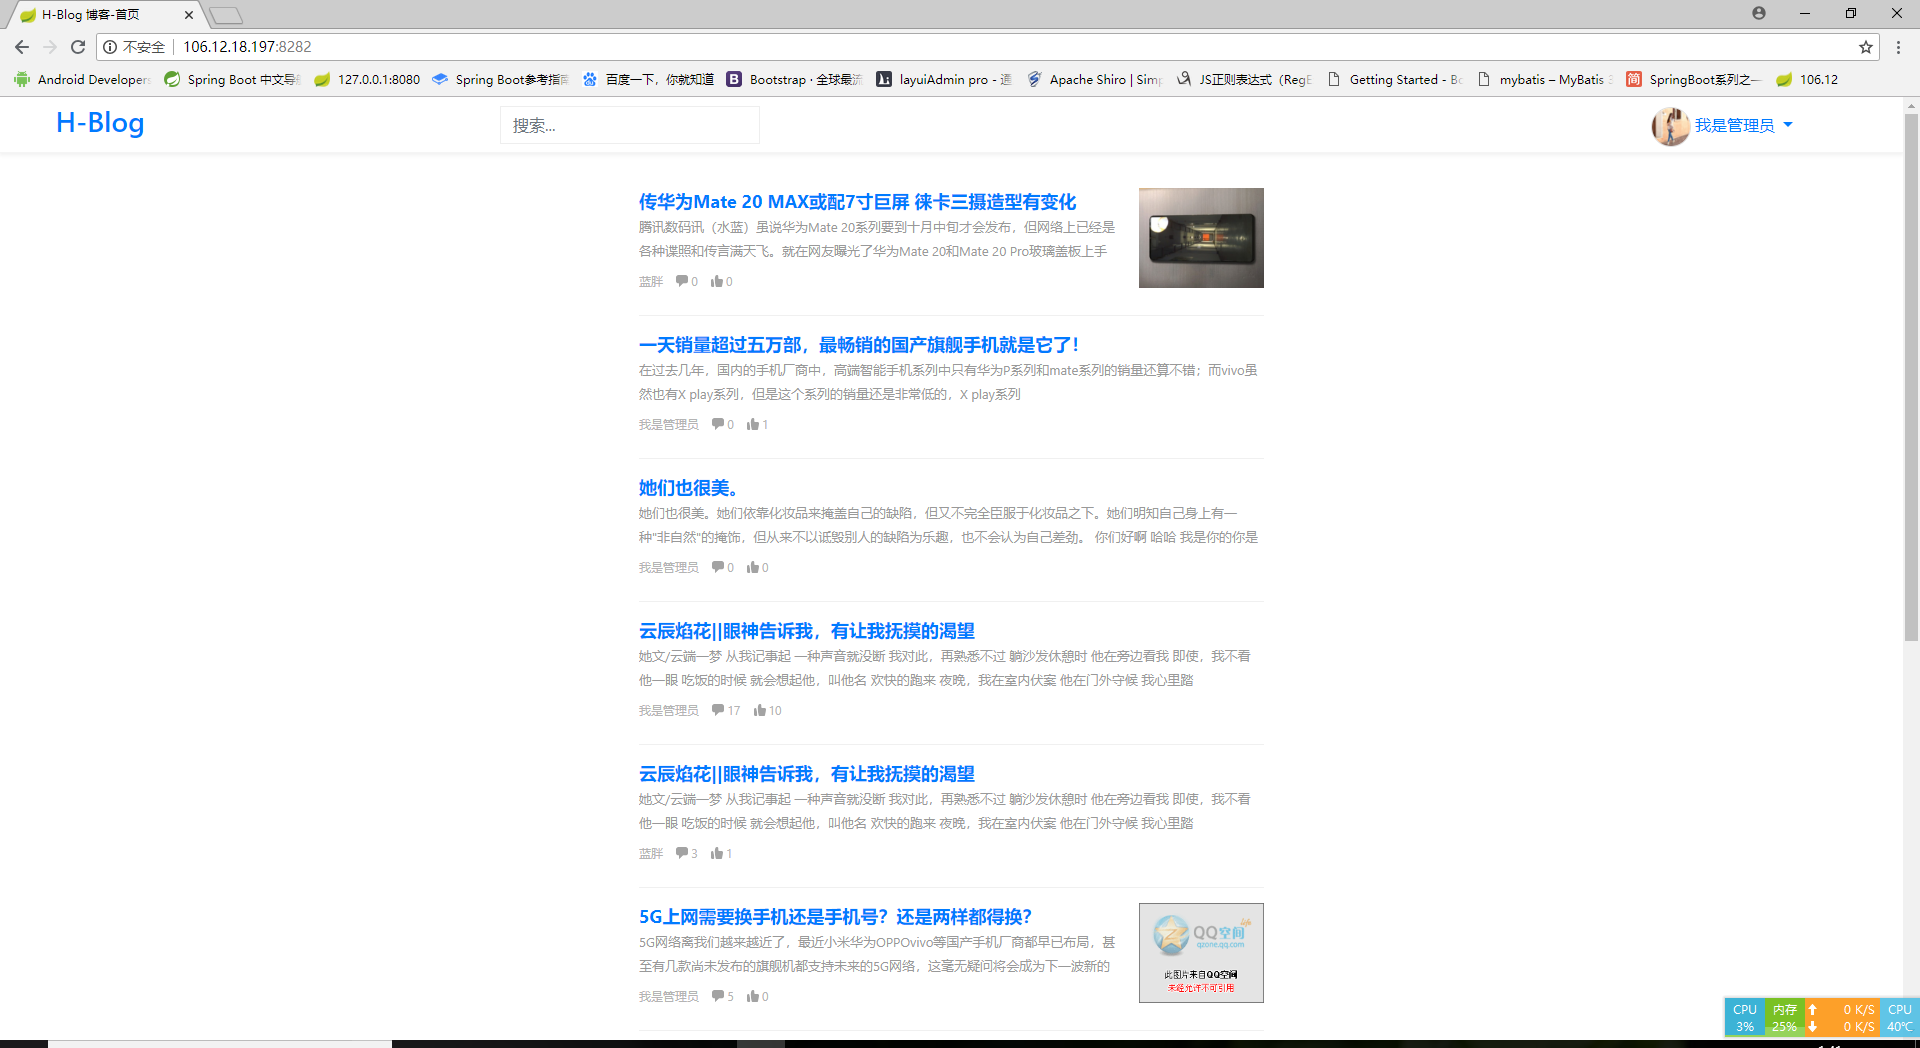 H-Blog 博客-首页
不安全 106.12.18.197:8282
Android Developers Spring Boot 中文导 127.0.0.1:8080 Spring Boot参考指南 百度一下，你就知道 Bootstrap · 全球最流 layuiAdmin pro - 通 Apache Shiro | Simp JS正则表达式（RegE Getting Started - Bo mybatis – MyBatis 3 SpringBoot系列之一 106.12
H-Blog
搜索...
我是管理员
传华为Mate 20 MAX或配7寸巨屏 徕卡三摄造型有变化
腾讯数码讯（水蓝）虽说华为Mate 20系列要到十月中旬才会发布，但网络上已经是
各种谍照和传言满天飞。就在网友曝光了华为Mate 20和Mate 20 Pro玻璃盖板上手
蓝胖 0 0
一天销量超过五万部，最畅销的国产旗舰手机就是它了！
在过去几年，国内的手机厂商中，高端智能手机系列中只有华为P系列和mate系列的销量还算不错；而vivo虽
然也有X play系列，但是这个系列的销量还是非常低的，X play系列
我是管理员 0 1
她们也很美。
她们也很美。她们依靠化妆品来掩盖自己的缺陷，但又不完全臣服于化妆品之下。她们明知自己身上有一
种"非自然"的掩饰，但从来不以诋毁别人的缺陷为乐趣，也不会认为自己差劲。 你们好啊 哈哈 我是你的你是
我是管理员 0 0
云辰焰花||眼神告诉我，有让我抚摸的渴望
她文/云端一梦 从我记事起 一种声音就没断 我对此，再熟悉不过 躺沙发休憩时 他在旁边看我 即使，我不看
他一眼 吃饭的时候 就会想起他，叫他名 欢快的跑来 夜晚，我在室内伏案 他在门外守候 我心里踏
我是管理员 17 10
云辰焰花||眼神告诉我，有让我抚摸的渴望
她文/云端一梦 从我记事起 一种声音就没断 我对此，再熟悉不过 躺沙发休憩时 他在旁边看我 即使，我不看
他一眼 吃饭的时候 就会想起他，叫他名 欢快的跑来 夜晚，我在室内伏案 他在门外守候 我心里踏
蓝胖 3 1
5G上网需要换手机还是手机号？还是两样都得换？
5G网络离我们越来越近了，最近小米华为OPPOvivo等国产手机厂商都早已布局，甚
至有几款尚未发布的旗舰机都支持未来的5G网络，这毫无疑问将会成为下一波新的
我是管理员 5 0
QQ空间
qzone.qq.com
此图片来自QQ空间
未经允许不可引用
CPU 内存 0 K/S CPU
3% 25% 0 K/S 40℃